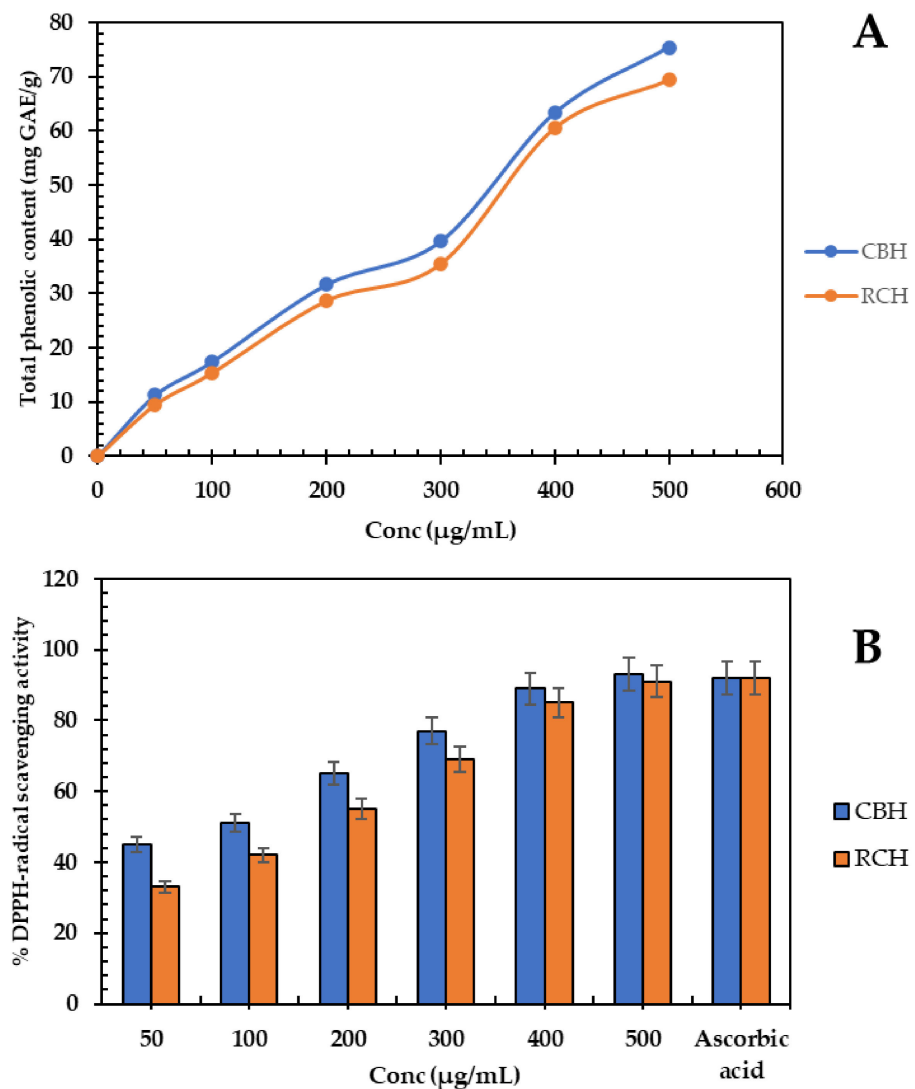 A
Total phenolic content (mg GAE/g)
80
70
60
50
40
30
20
10
0
0 100 200 300 400 500 600
Conc (µg/mL)
CBH
RCH
B
% DPPH-radical scavenging activity
120
100
80
60
40
20
0
50 100 200 300 400 500 Ascorbic
acid
Conc (µg/mL)
CBH
RCH